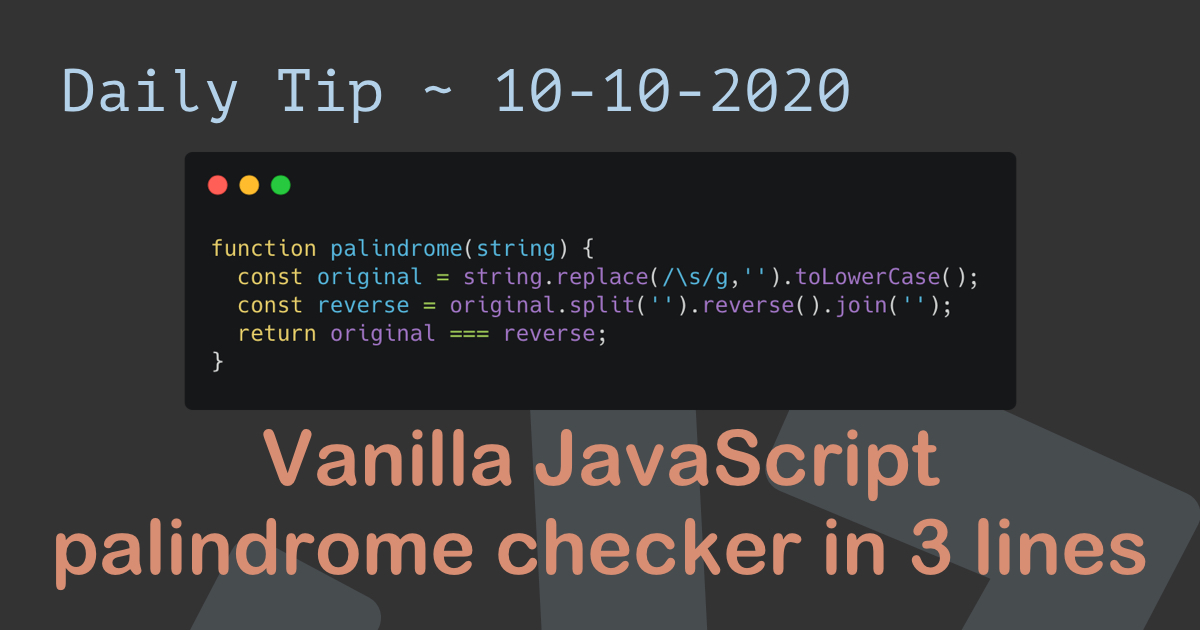 Daily Tip ~ 10-10-2020
function palindrome(string) {
  const original = string.replace(/\s/g,'').toLowerCase();
  const reverse = original.split('').reverse().join('');
  return original === reverse;
}
Vanilla JavaScript
palindrome checker in 3 lines